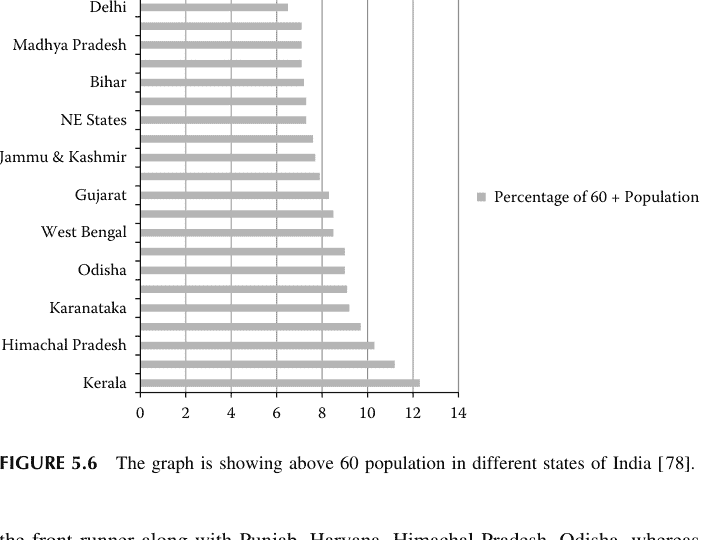 Delhi
Madhya Pradesh
Bihar
NE States
Jammu & Kashmir
Gujarat
Percentage of 60 + Population
West Bengal
Odisha
Karanataka
Himachal Pradesh
Kerala
0 2 4 6 8 10 12 14
FIGURE 5.6 The graph is showing above 60 population in different states of India [78].
the front runner along with Punjab, Haryana, Himachal Pradesh, Odisha, whereas